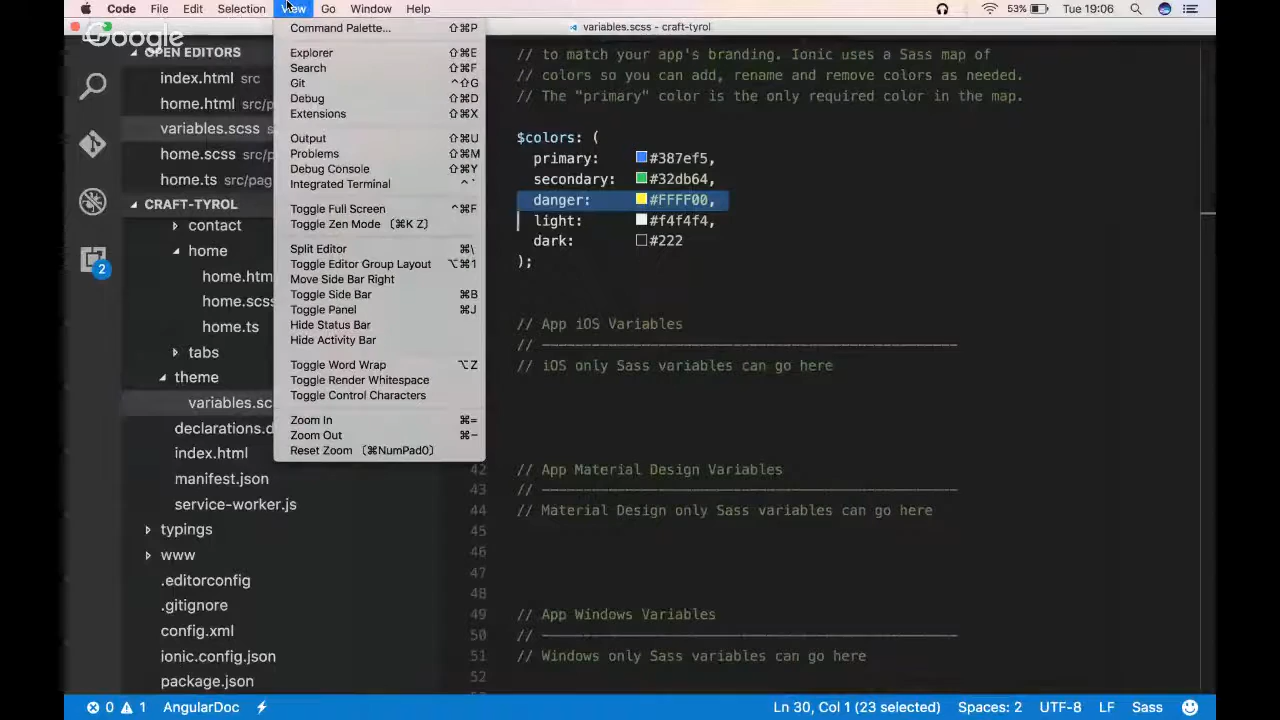 Code File Edit Selection View Go Window Help 53% Tue 19:06
Google
variables.scss - craft-tyrol
OPEN EDITORS
index.html src
home.html src/p
variables.scss s
home.scss src/p
home.ts src/pag
CRAFT-TYROL
contact
home
home.htm
home.scss
home.ts
tabs
theme
variables.sc
declarations.d
index.html
manifest.json
service-worker.js
typings
www
.editorconfig
.gitignore
config.xml
ionic.config.json
package.json
2
Command Palette... ⇧⌘P
Explorer ⇧⌘E
Search ⇧⌘F
Git ^⇧G
Debug ⇧⌘D
Extensions ⇧⌘X
Output ⇧⌘U
Problems ⇧⌘M
Debug Console ⇧⌘Y
Integrated Terminal ^`
Toggle Full Screen ^⌘F
Toggle Zen Mode [⌘K Z]
Split Editor ⌘\
Toggle Editor Group Layout ⌥⌘1
Move Side Bar Right
Toggle Side Bar ⌘B
Toggle Panel ⌘J
Hide Status Bar
Hide Activity Bar
Toggle Word Wrap ⌥Z
Toggle Render Whitespace
Toggle Control Characters
Zoom In ⌘=
Zoom Out ⌘-
Reset Zoom [⌘NumPad0]
// to match your app's branding. Ionic uses a Sass map of
// colors so you can add, rename and remove colors as needed.
// The "primary" color is the only required color in the map.
$colors: (
primary: #387ef5,
secondary: #32db64,
danger: #FFFF00,
light: #f4f4f4,
dark: #222
);
// App iOS Variables
// --------------------------------------------------
// iOS only Sass variables can go here
42 // App Material Design Variables
43 // --------------------------------------------------
44 // Material Design only Sass variables can go here
45
46
47
48
49 // App Windows Variables
50 // --------------------------------------------------
51 // Windows only Sass variables can go here
52
0 1 AngularDoc Ln 30, Col 1 (23 selected) Spaces: 2 UTF-8 LF Sass